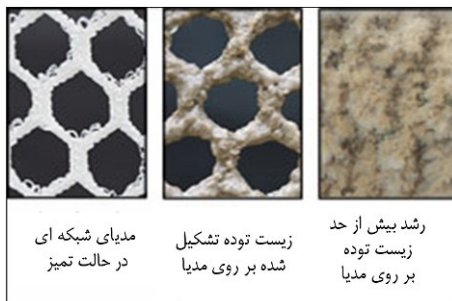 رشد بیش از حد
زیست توده
بر روی مدیا
زیست توده تشکیل
شده بر روی مدیا
مدیای شبکه ای
در حالت تمیز